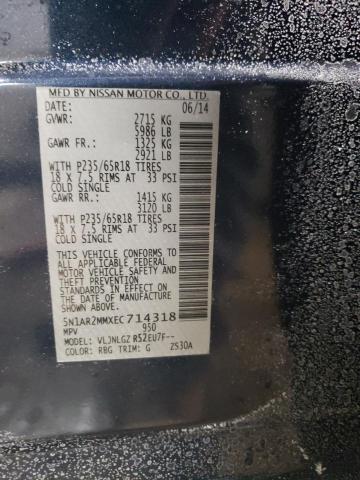 MFD BY NISSAN MOTOR CO., LTD.
DATE: 06/14
GVWR: 2715 KG
5986 LB
GAWR FR.: 1325 KG
2921 LB
WITH P235/65R18 TIRES
18 X 7.5 RIMS AT 33 PSI
COLD SINGLE
GAWR RR.: 1415 KG
3120 LB
WITH P235/65R18 TIRES
18 X 7.5 RIMS AT 33 PSI
COLD SINGLE
THIS VEHICLE CONFORMS TO ALL
APPLICABLE FEDERAL MOTOR
VEHICLE SAFETY, BUMPER AND
THEFT PREVENTION STANDARDS
IN EFFECT ON THE DATE OF
MANUFACTURE SHOWN ABOVE.
5N1AR2MMXEC714318
MPV 950
MODEL: VLJNLGZ R52EU7F--
COLOR: RBG TRIM: G ZS30A